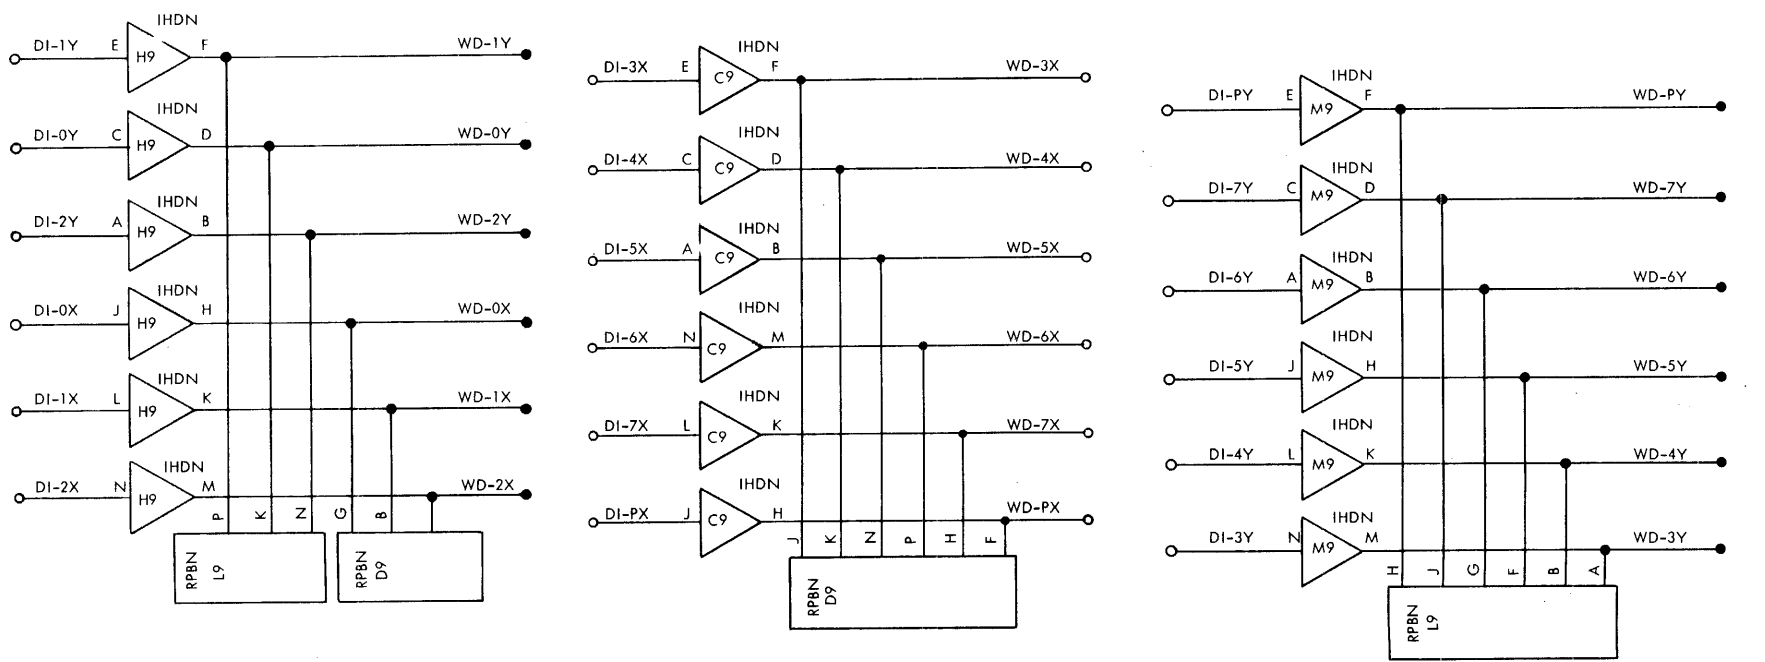 IHDN
DI-1Y E H9 F WD-1Y
IHDN
DI-0Y C H9 D WD-0Y
IHDN
DI-2Y A H9 B WD-2Y
IHDN
DI-0X J H9 H WD-0X
IHDN
DI-1X L H9 K WD-1X
IHDN
DI-2X N H9 M WD-2X
P K N G B
RPBN
L9
RPBN
D9
IHDN
DI-3X E C9 F WD-3X
IHDN
DI-4X C C9 D WD-4X
IHDN
DI-5X A C9 B WD-5X
IHDN
DI-6X N C9 M WD-6X
IHDN
DI-7X L C9 K WD-7X
IHDN
DI-PX J C9 H WD-PX
J K N P H F
RPBN
D9
IHDN
DI-PY E M9 F WD-PY
IHDN
DI-7Y C M9 D WD-7Y
IHDN
DI-6Y A M9 B WD-6Y
IHDN
DI-5Y J M9 H WD-5Y
IHDN
DI-4Y L M9 K WD-4Y
IHDN
DI-3Y N M9 M WD-3Y
H J G F B A
RPBN
L9